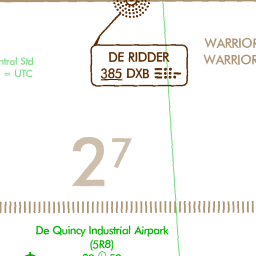 DE RIDDER
385 DXB
WARRIOR
WARRIOR
ntral Std
= UTC
27
De Quincy Industrial Airpark
(5R8)